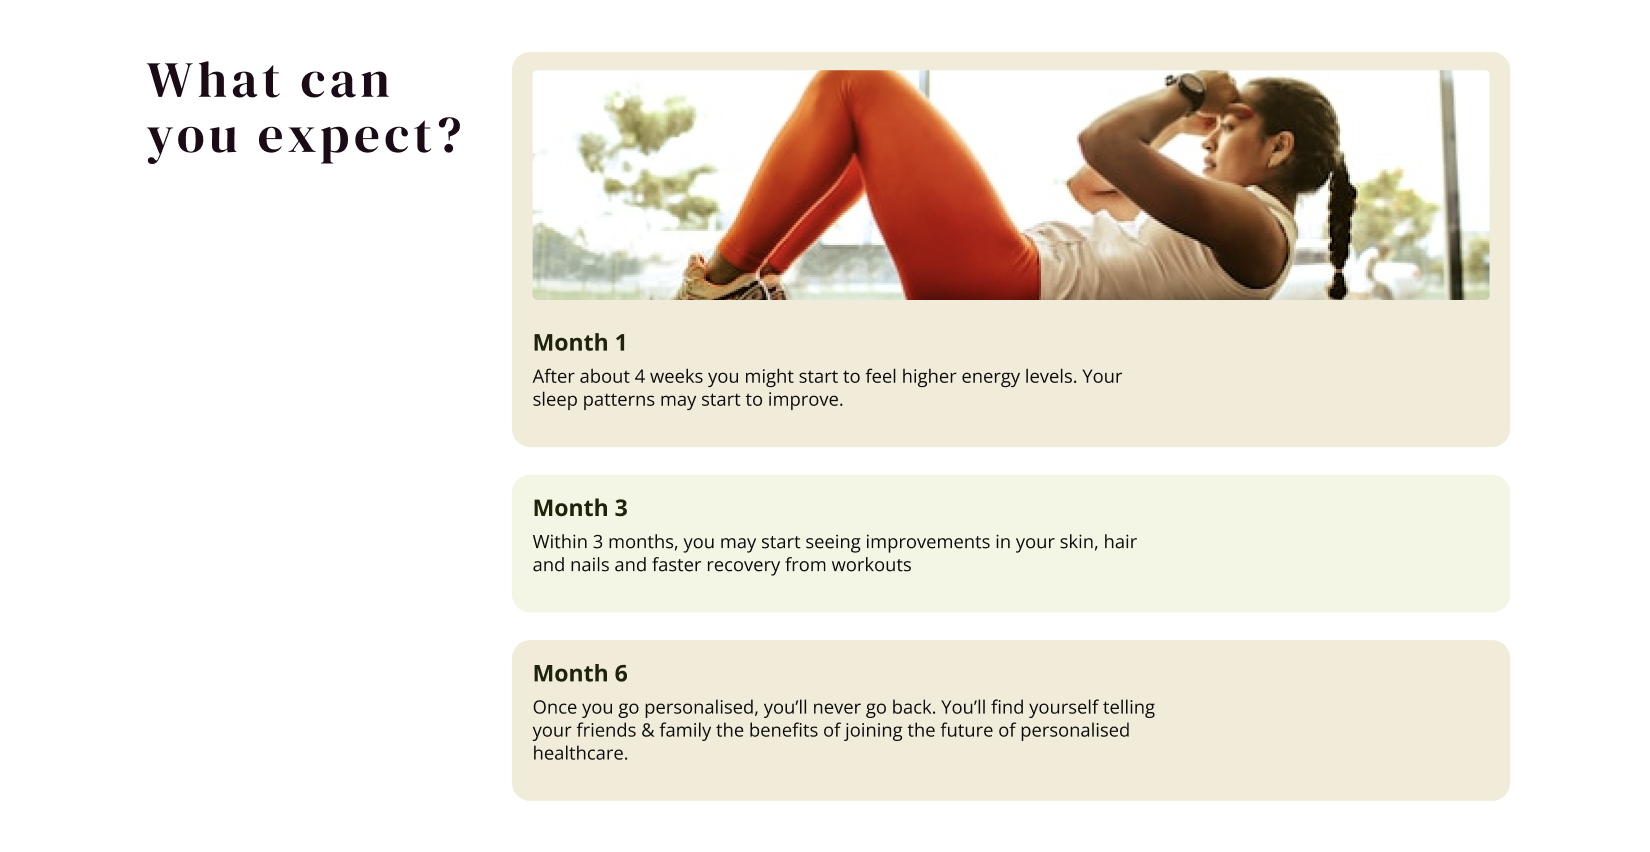 What can
you expect?
Month 1
After about 4 weeks you might start to feel higher energy levels. Your
sleep patterns may start to improve.
Month 3
Within 3 months, you may start seeing improvements in your skin, hair
and nails and faster recovery from workouts
Month 6
Once you go personalised, you’ll never go back. You’ll find yourself telling
your friends & family the benefits of joining the future of personalised
healthcare.